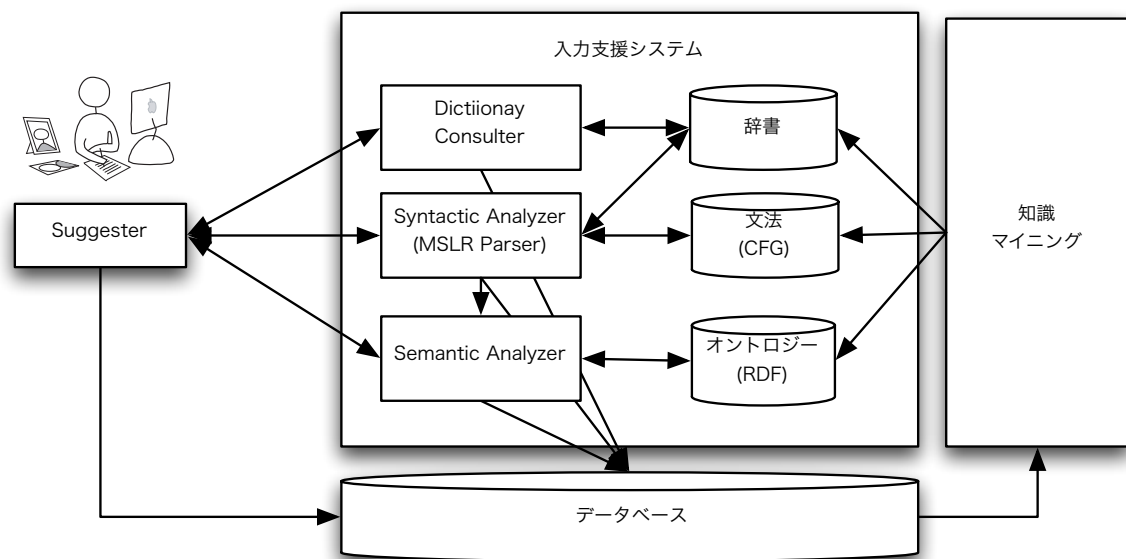 入力支援システム
Dictiionay
Consulter
辞書
Suggester
Syntactic Analyzer
(MSLR Parser)
文法
(CFG)
知識
マイニング
Semantic Analyzer
オントロジー
(RDF)
データベース